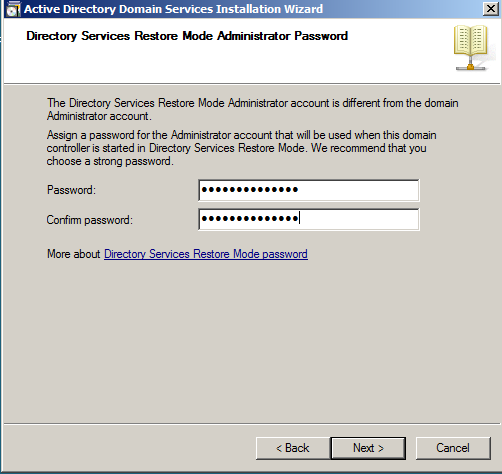 Active Directory Domain Services Installation Wizard
Directory Services Restore Mode Administrator Password
The Directory Services Restore Mode Administrator account is different from the domain
Administrator account.
Assign a password for the Administrator account that will be used when this domain
controller is started in Directory Services Restore Mode. We recommend that you
choose a strong password.
Password: ●●●●●●●●●●●●●●
Confirm password: ●●●●●●●●●●●●●●
More about Directory Services Restore Mode password
< Back Next > Cancel